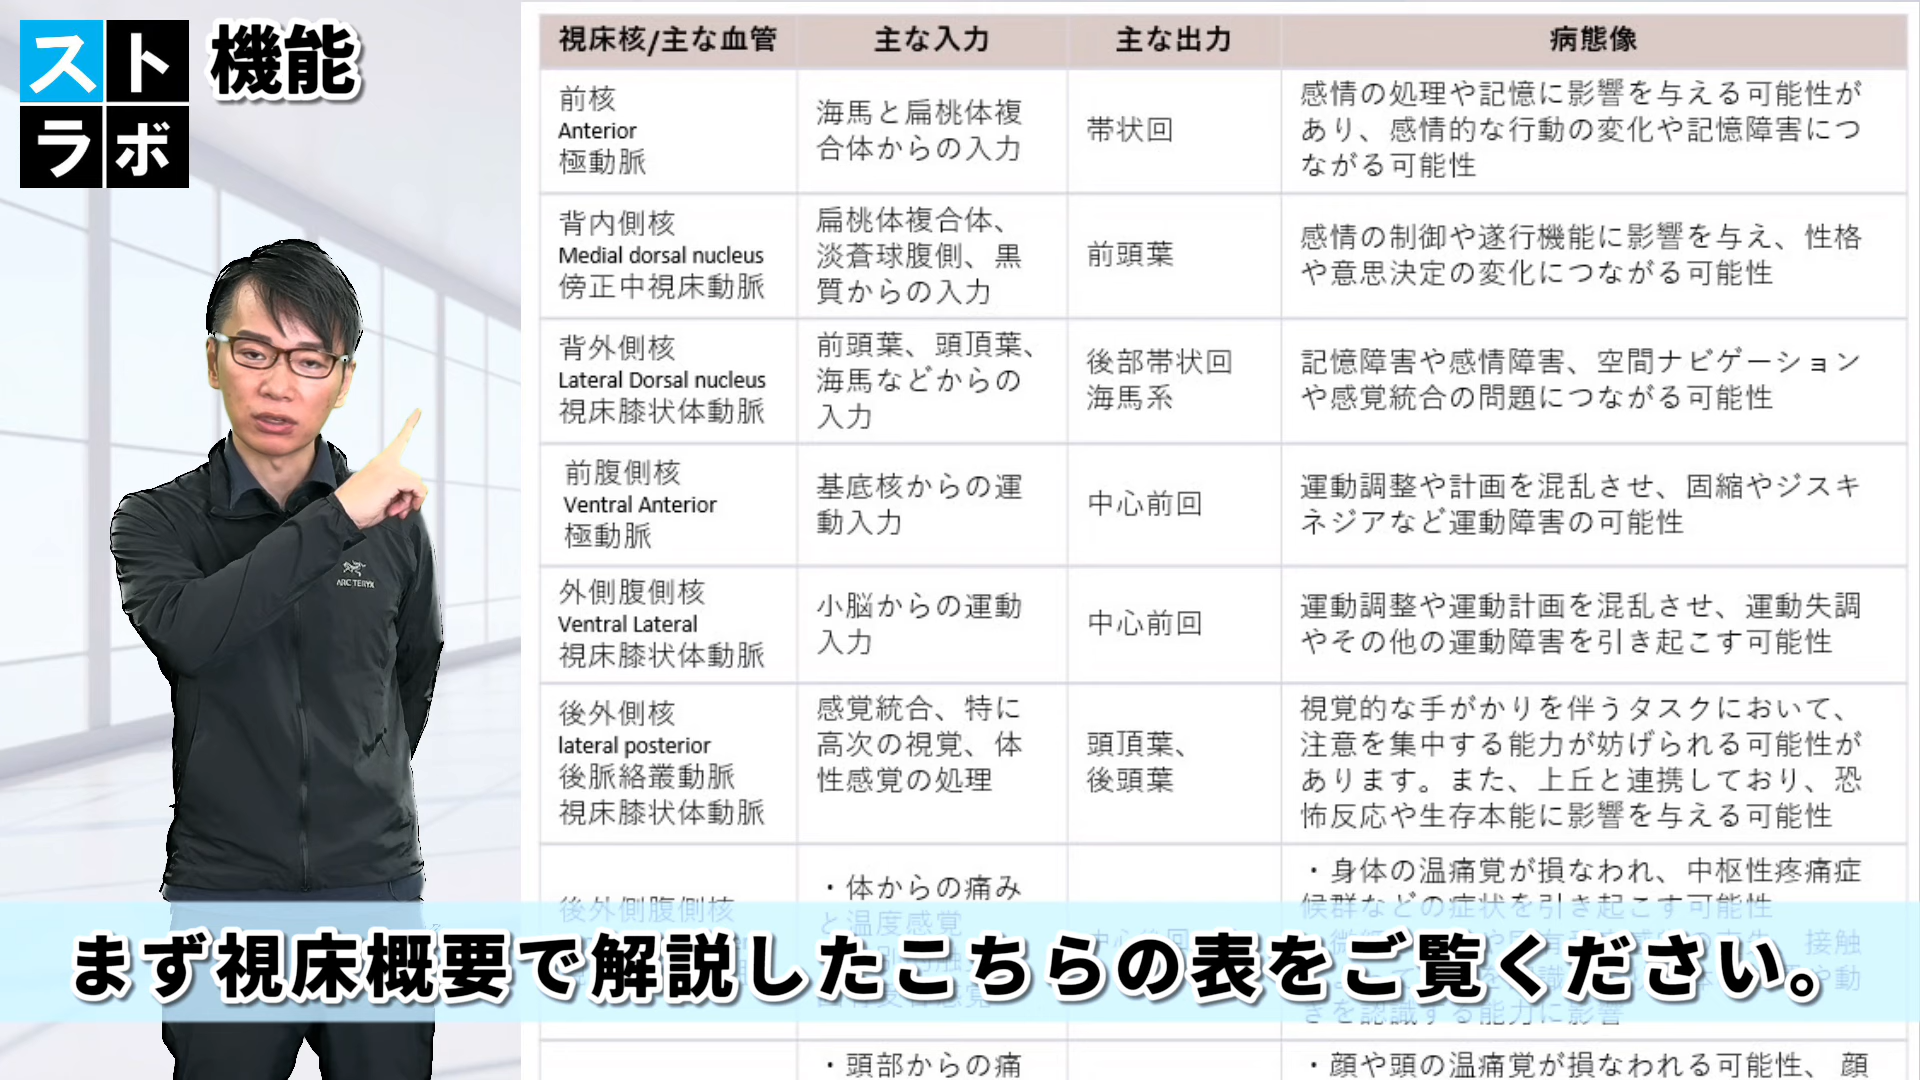 スト
ラボ
機能
視床核/主な血管
主な入力
主な出力
病態像
前核
Anterior
極動脈
海馬と扁桃体複
合体からの入力
帯状回
感情の処理や記憶に影響を与える可能性が
あり、感情的な行動の変化や記憶障害につ
ながる可能性
背内側核
Medial dorsal nucleus
傍正中視床動脈
扁桃体複合体、
淡蒼球腹側、黒
質からの入力
前頭葉
感情の制御や遂行機能に影響を与え、性格
や意思決定の変化につながる可能性
背外側核
Lateral Dorsal nucleus
視床膝状体動脈
前頭葉、頭頂葉、
海馬などからの
入力
後部帯状回
海馬系
記憶障害や感情障害、空間ナビゲーション
や感覚統合の問題につながる可能性
前腹側核
Ventral Anterior
極動脈
基底核からの運
動入力
中心前回
運動調整や計画を混乱させ、固縮やジスキ
ネジアなど運動障害の可能性
外側腹側核
Ventral Lateral
視床膝状体動脈
小脳からの運動
入力
中心前回
運動調整や運動計画を混乱させ、運動失調
やその他の運動障害を引き起こす可能性
後外側核
lateral posterior
後脈絡叢動脈
視床膝状体動脈
感覚統合、特に
高次の視覚、体
性感覚の処理
頭頂葉、
後頭葉
視覚的な手がかりを伴うタスクにおいて、
注意を集中する能力が妨げられる可能性が
あります。また、上丘と連携しており、恐
怖反応や生存本能に影響を与える可能性
後外側腹側核
・体からの痛み
と温度感覚
・身体の温痛覚が損なわれ、中枢性疼痛症
候群などの症状を引き起こす可能性
接触
きを認識する能力に影響
・頭部からの痛
・顔や頭の温痛覚が損なわれる可能性、顔
ARC'TERYX
まず視床概要で解説したこちらの表をご覧ください。